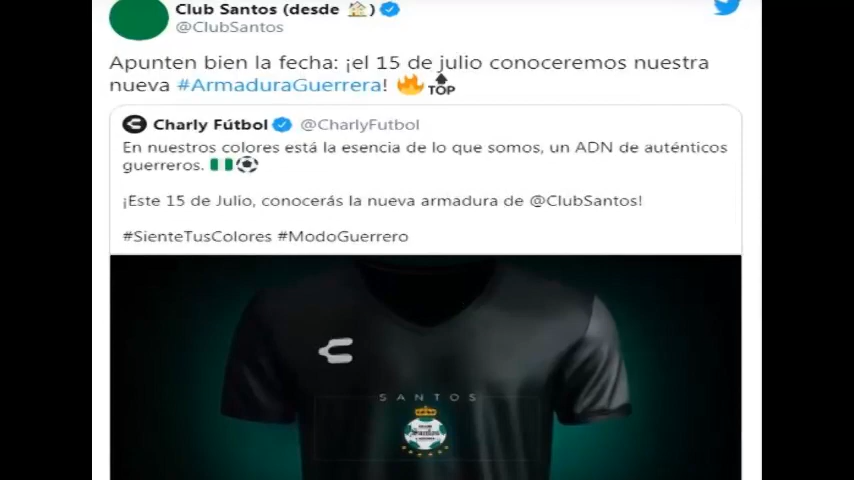 Club Santos (desde 🏠)
@ClubSantos
Apunten bien la fecha: ¡el 15 de julio conoceremos nuestra
nueva #ArmaduraGuerrera! 🔥🔝
Charly Fútbol @CharlyFutbol
En nuestros colores está la esencia de lo que somos, un ADN de auténticos
guerreros. 🇳🇬⚽
¡Este 15 de Julio, conocerás la nueva armadura de @ClubSantos!
#SienteTusColores #ModoGuerrero
SANTOS
Santos